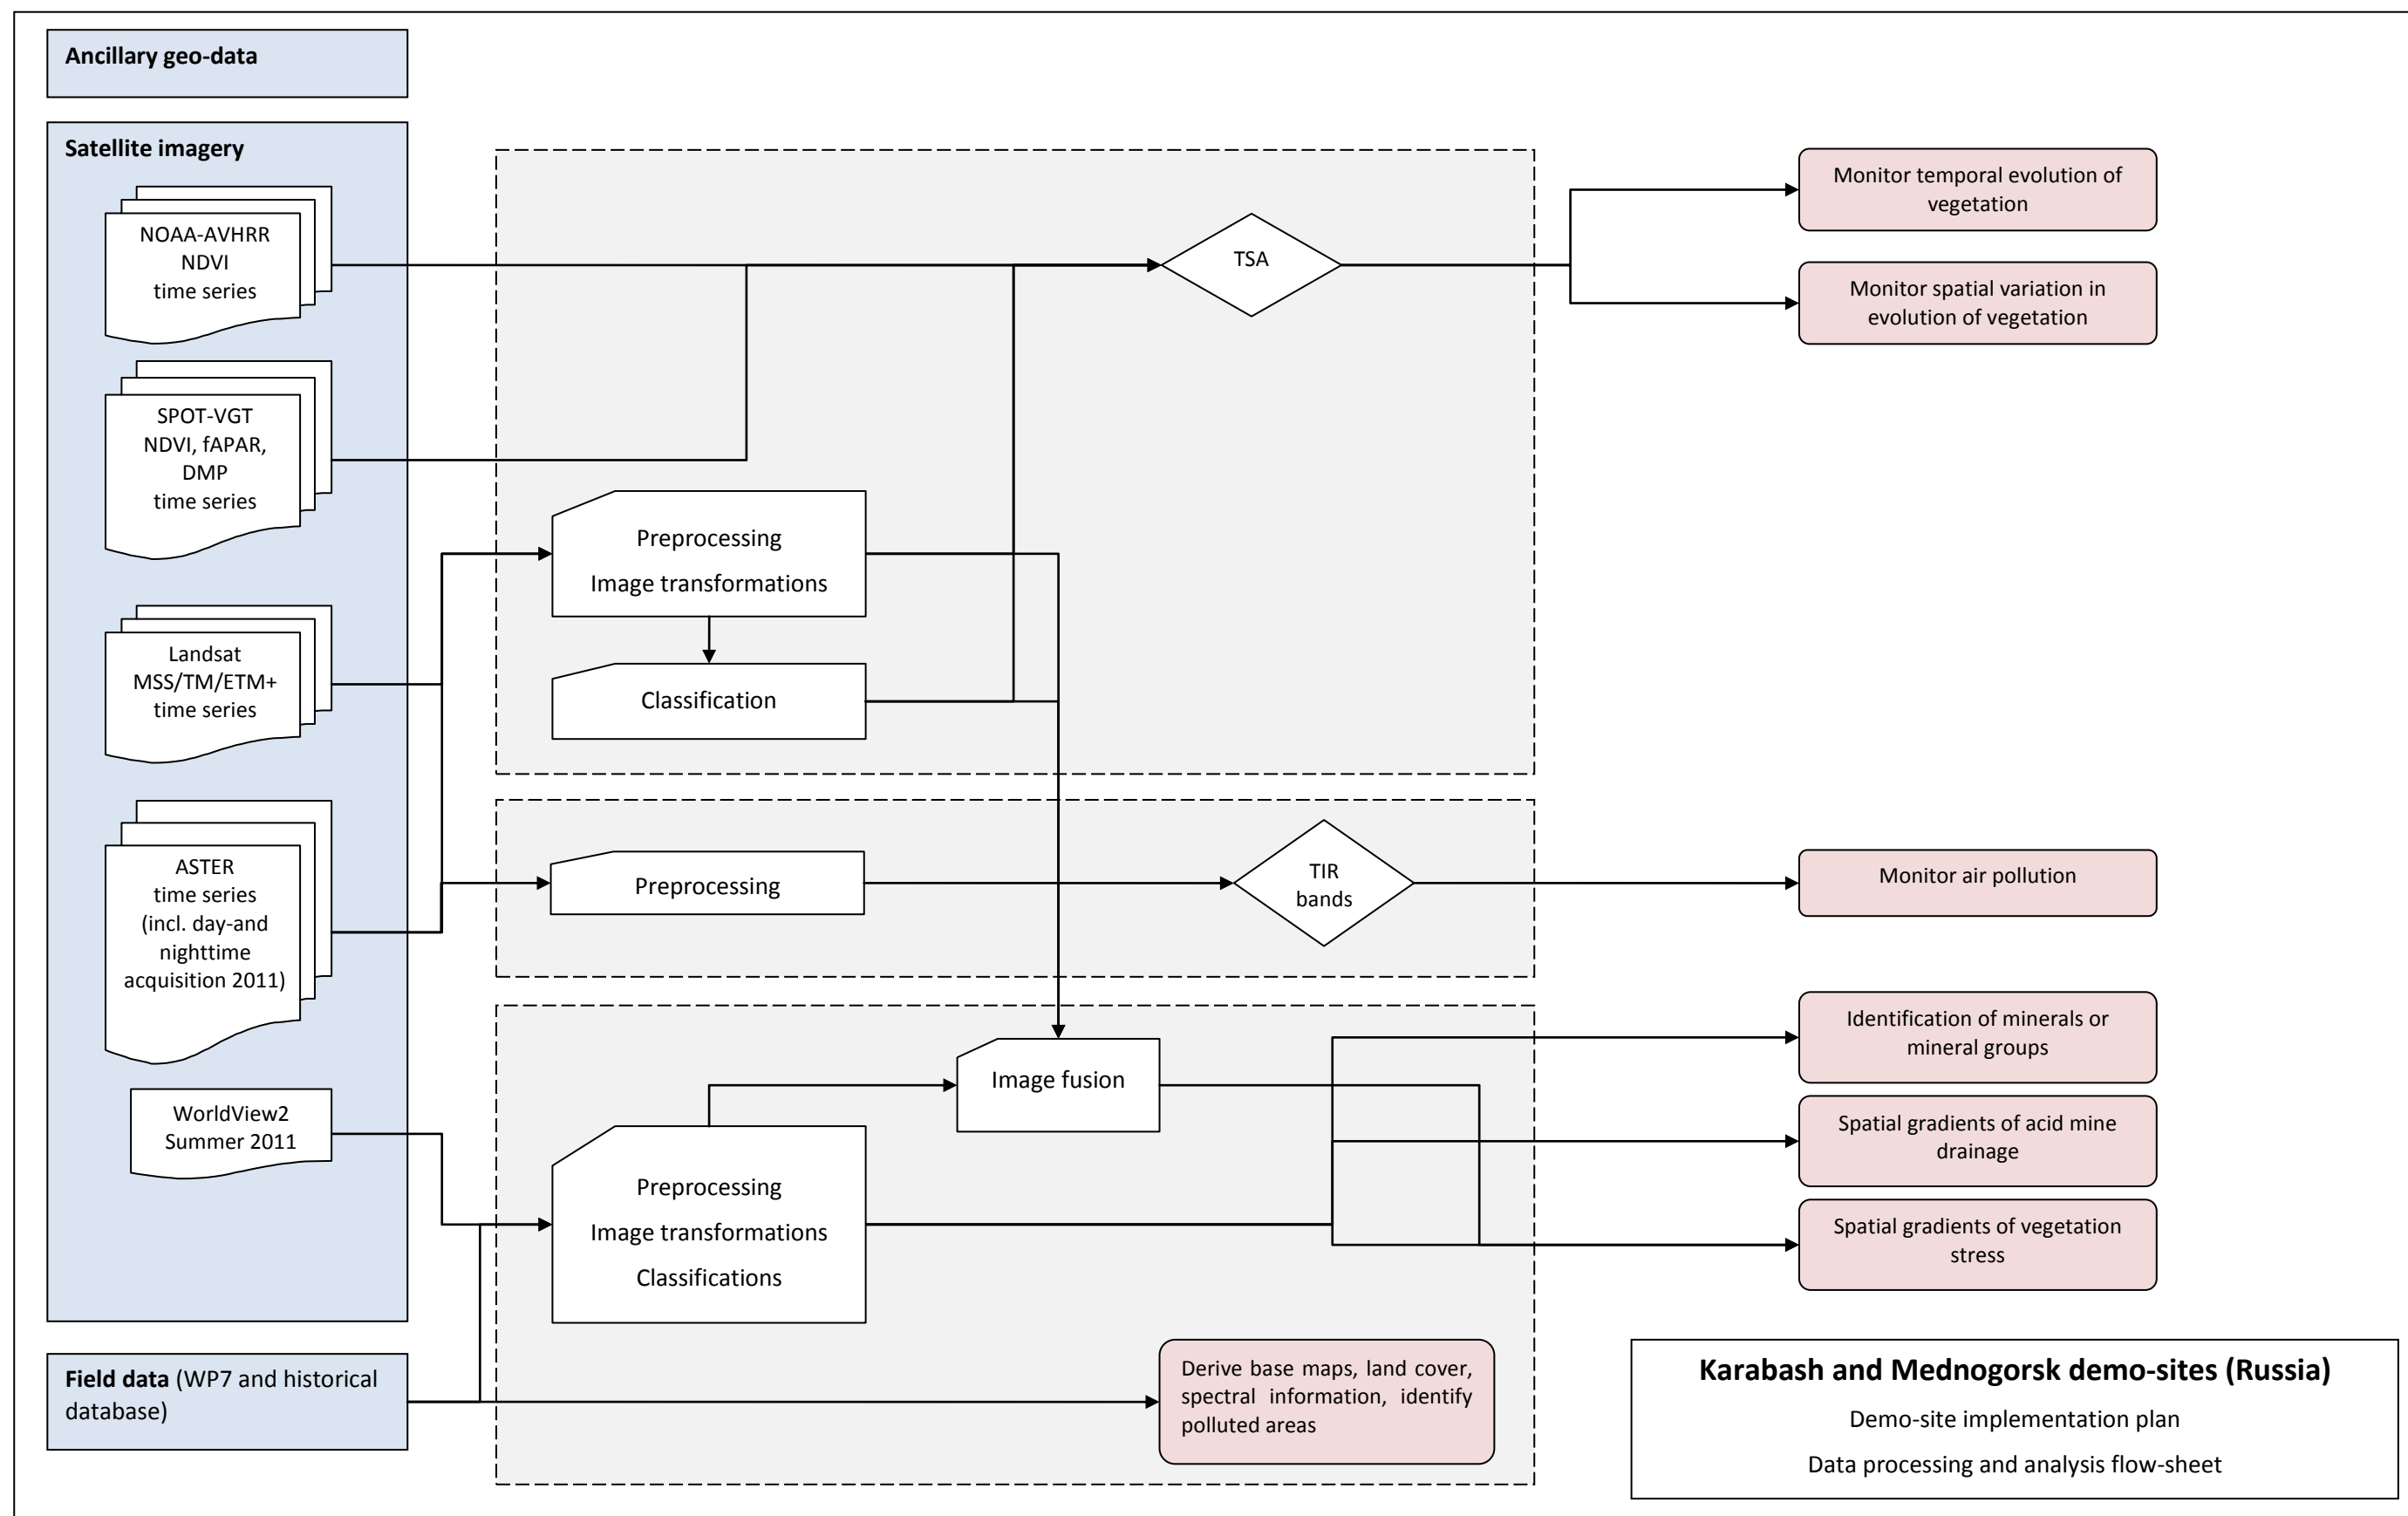 Ancillary geo-data
Satellite imagery
NOAA-AVHRR
NDVI
time series
SPOT-VGT
NDVI, fAPAR,
DMP
time series
Landsat
MSS/TM/ETM+
time series
ASTER
time series
(incl. day-and
nighttime
acquisition 2011)
WorldView2
Summer 2011
Field data (WP7 and historical
database)
TSA
Preprocessing
Image transformations
Classification
Preprocessing
TIR
bands
Image fusion
Preprocessing
Image transformations
Classifications
Derive base maps, land cover,
spectral information, identify
polluted areas
Monitor temporal evolution of
vegetation
Monitor spatial variation in
evolution of vegetation
Monitor air pollution
Identification of minerals or
mineral groups
Spatial gradients of acid mine
drainage
Spatial gradients of vegetation
stress
Karabash and Mednogorsk demo-sites (Russia)
Demo-site implementation plan
Data processing and analysis flow-sheet